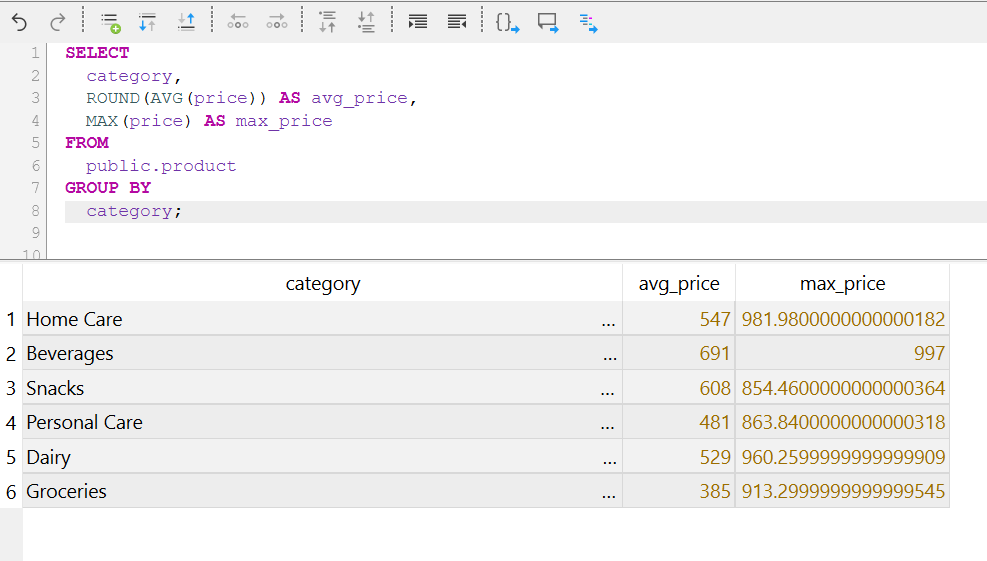 1 SELECT
2 category,
3 ROUND(AVG(price)) AS avg_price,
4 MAX(price) AS max_price
5 FROM
6 public.product
7 GROUP BY
8 category;
9
10
category avg_price max_price
1 Home Care ... 547 981.9800000000000182
2 Beverages ... 691 997
3 Snacks ... 608 854.4600000000000364
4 Personal Care ... 481 863.8400000000000318
5 Dairy ... 529 960.2599999999999909
6 Groceries ... 385 913.2999999999999545